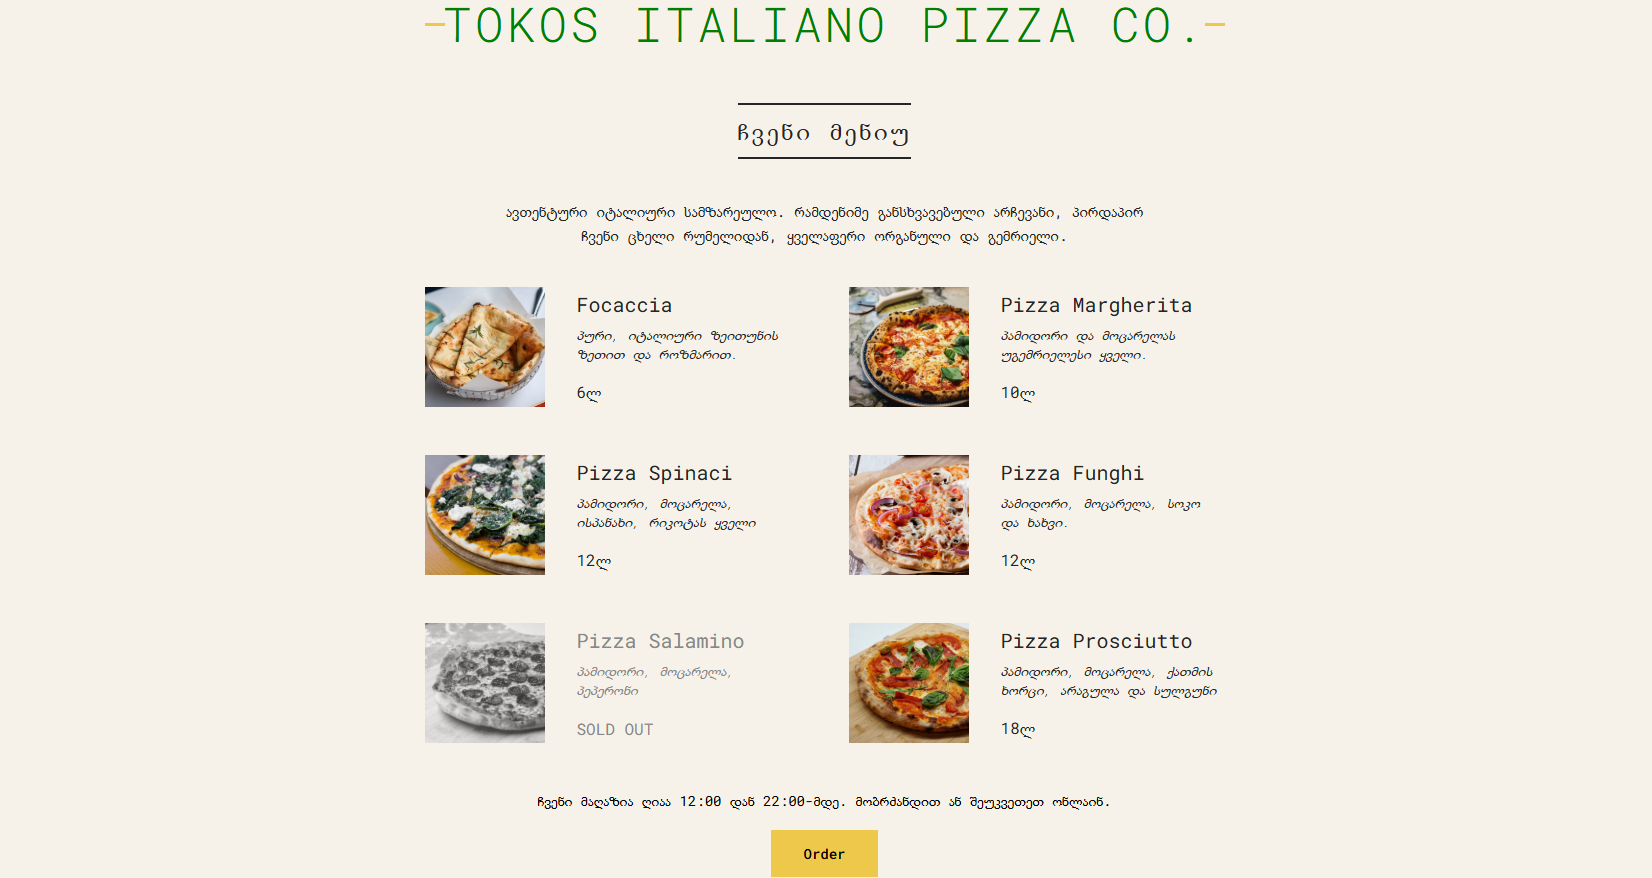 TOKOS ITALIANO PIZZA CO.
ჩვენი მენიუ
ავთენტური იტალიური სამზარეულო. რამდენიმე განსხვავებული არჩევანი, პირდაპირ
ჩვენი ცხელი რუმელიდან, ყველაფერი ორგანული და გემრიელი.
Focaccia
პური, იტალიური ზეითუნის
ზეთით და როზმარით.
6ლ
Pizza Margherita
პამიდორი და მოცარელას
უგემრიელესი ყველი.
10ლ
Pizza Spinaci
პამიდორი, მოცარელა,
ისპანახი, რიკოტას ყველი
12ლ
Pizza Funghi
პამიდორი, მოცარელა, სოკო
და ხახვი.
12ლ
Pizza Salamino
პამიდორი, მოცარელა,
პეპერონი
SOLD OUT
Pizza Prosciutto
პამიდორი, მოცარელა, ქათმის
ხორცი, არაგულა და სულგუნი
18ლ
ჩვენი მაღაზია ღიაა 12:00 დან 22:00-მდე. მობრძანდით ან შეუკვეთეთ ონლაინ.
Order